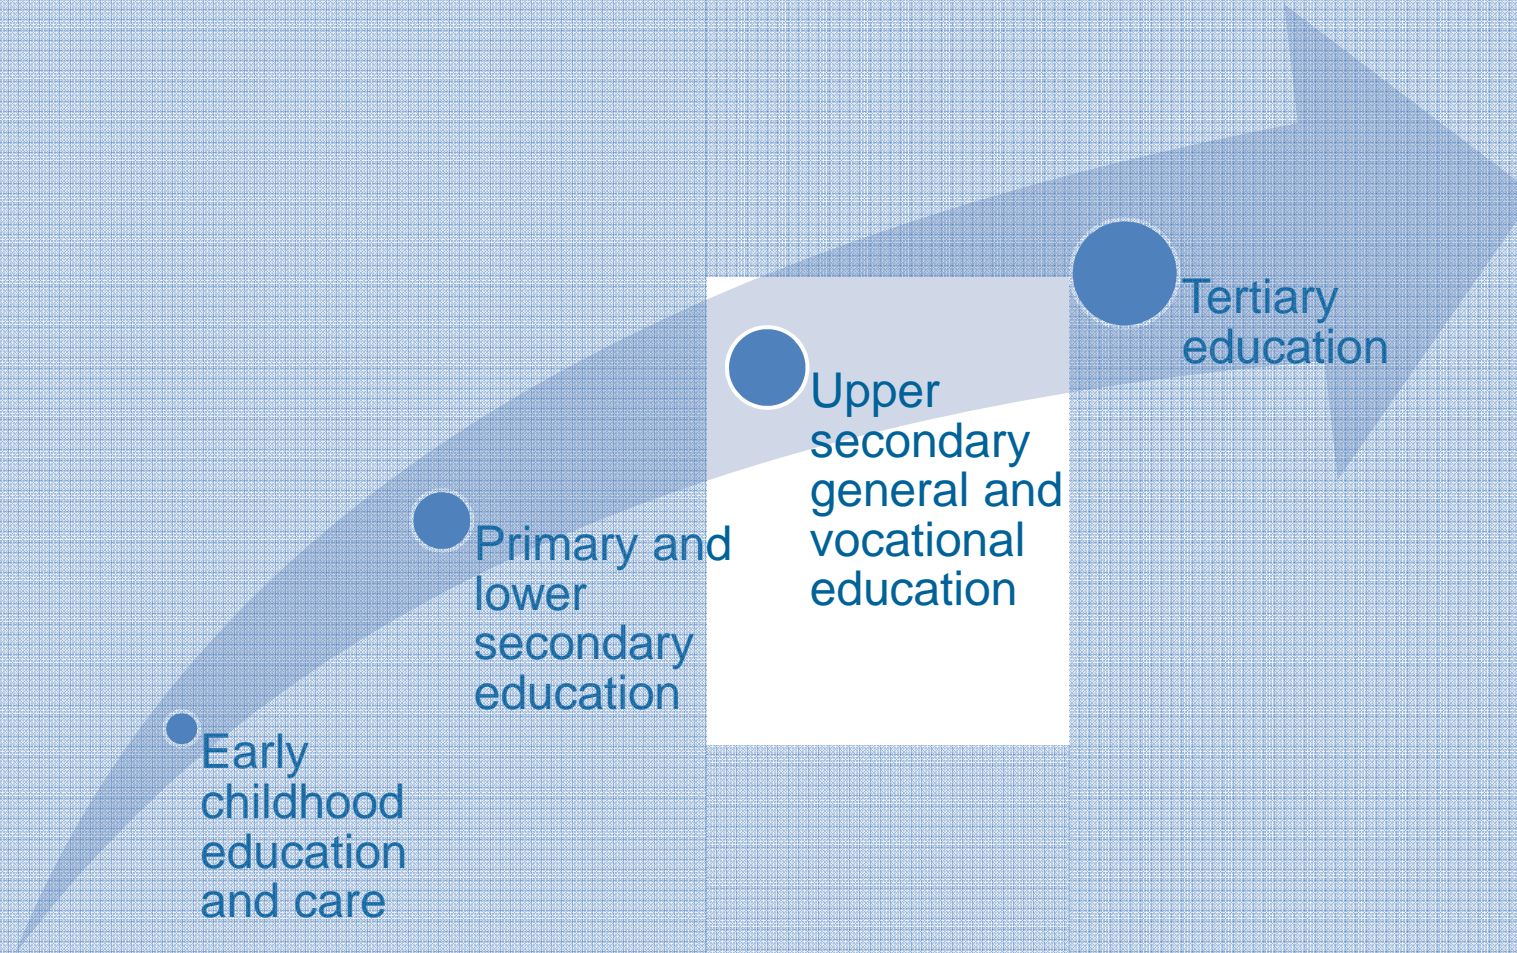 Early
childhood
education
and care
Primary and
lower
secondary
education
Upper
secondary
general and
vocational
education
Tertiary
education